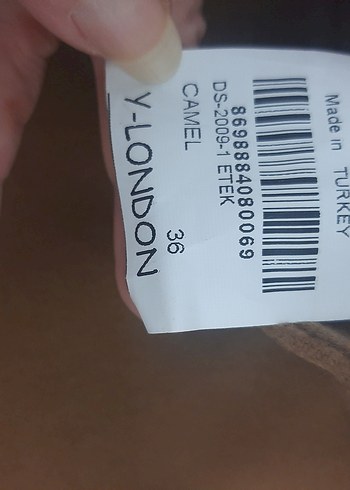 Y-LONDON
CAMEL 36
DS-2009-1 ETEK
8698884080069
Made in TURKEY